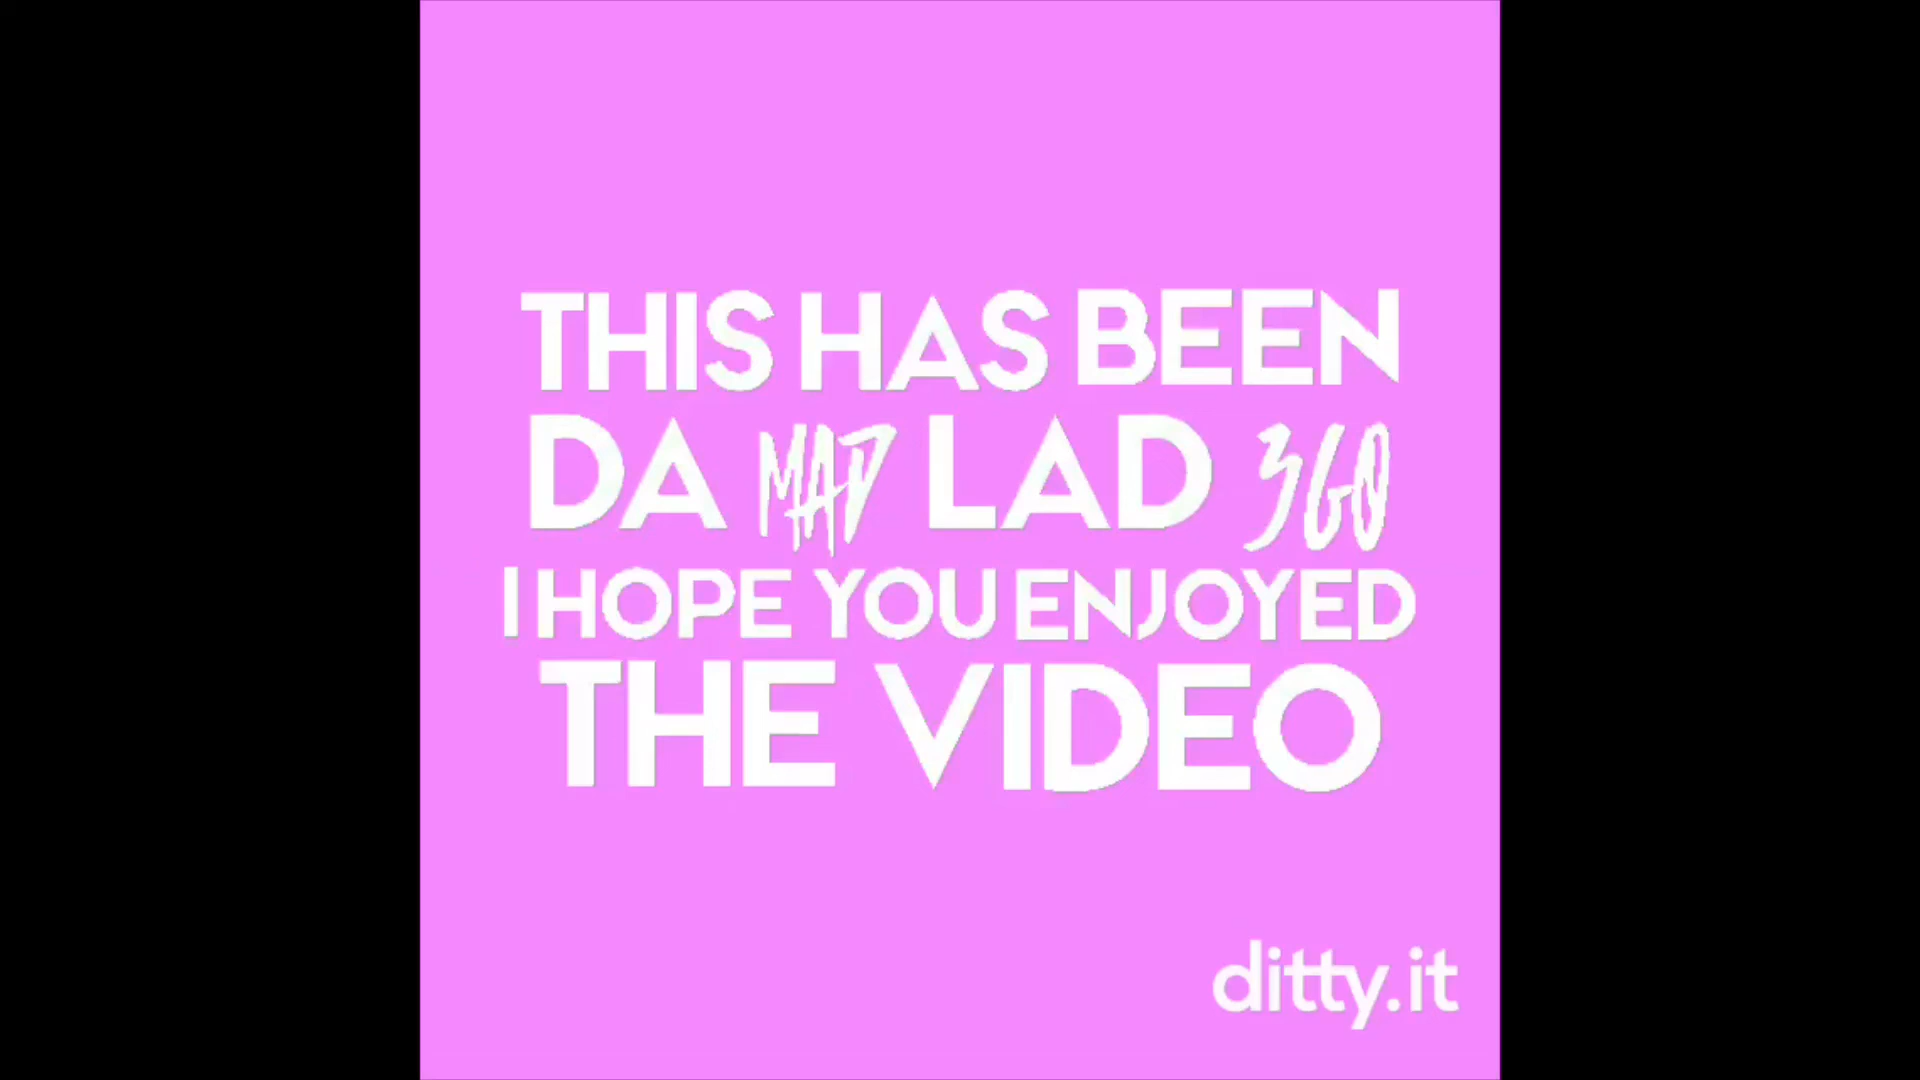 THIS HAS BEEN
DA MAD LAD 360
I HOPE YOU ENJOYED
THE VIDEO
ditty.it